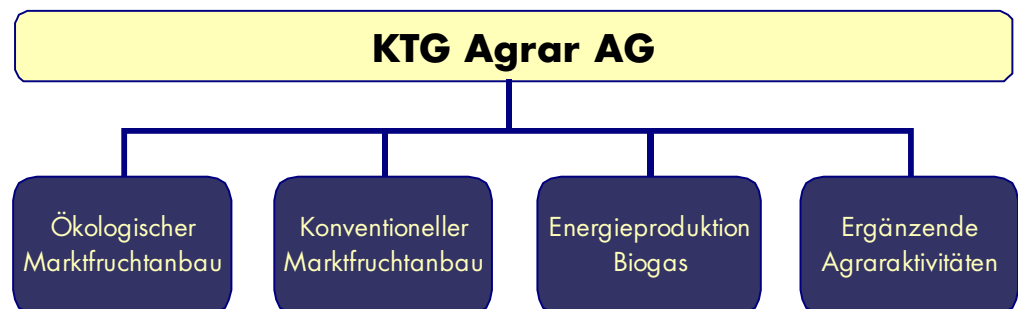 KTG Agrar AG
Ökologischer
Marktfruchtanbau
Konventioneller
Marktfruchtanbau
Energieproduktion
Biogas
Ergänzende
Agraraktivitäten